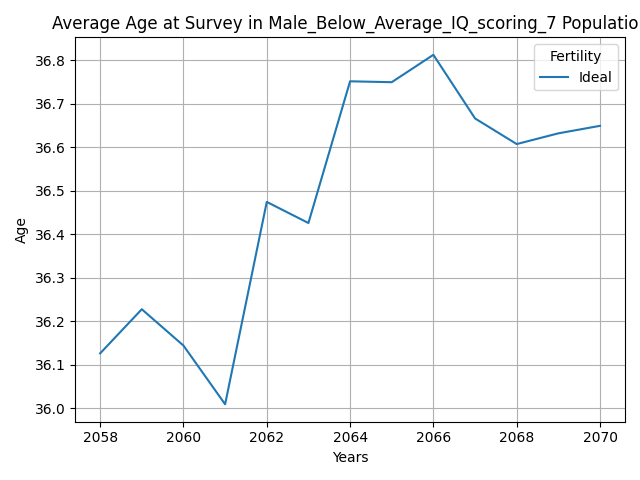 Average Age at Survey in Male_Below_Average_IQ_scoring_7 Populatio
Fertility
Ideal
36.8
36.7
36.6
36.5
36.4
36.3
36.2
36.1
36.0
Age
2058 2060 2062 2064 2066 2068 2070
Years